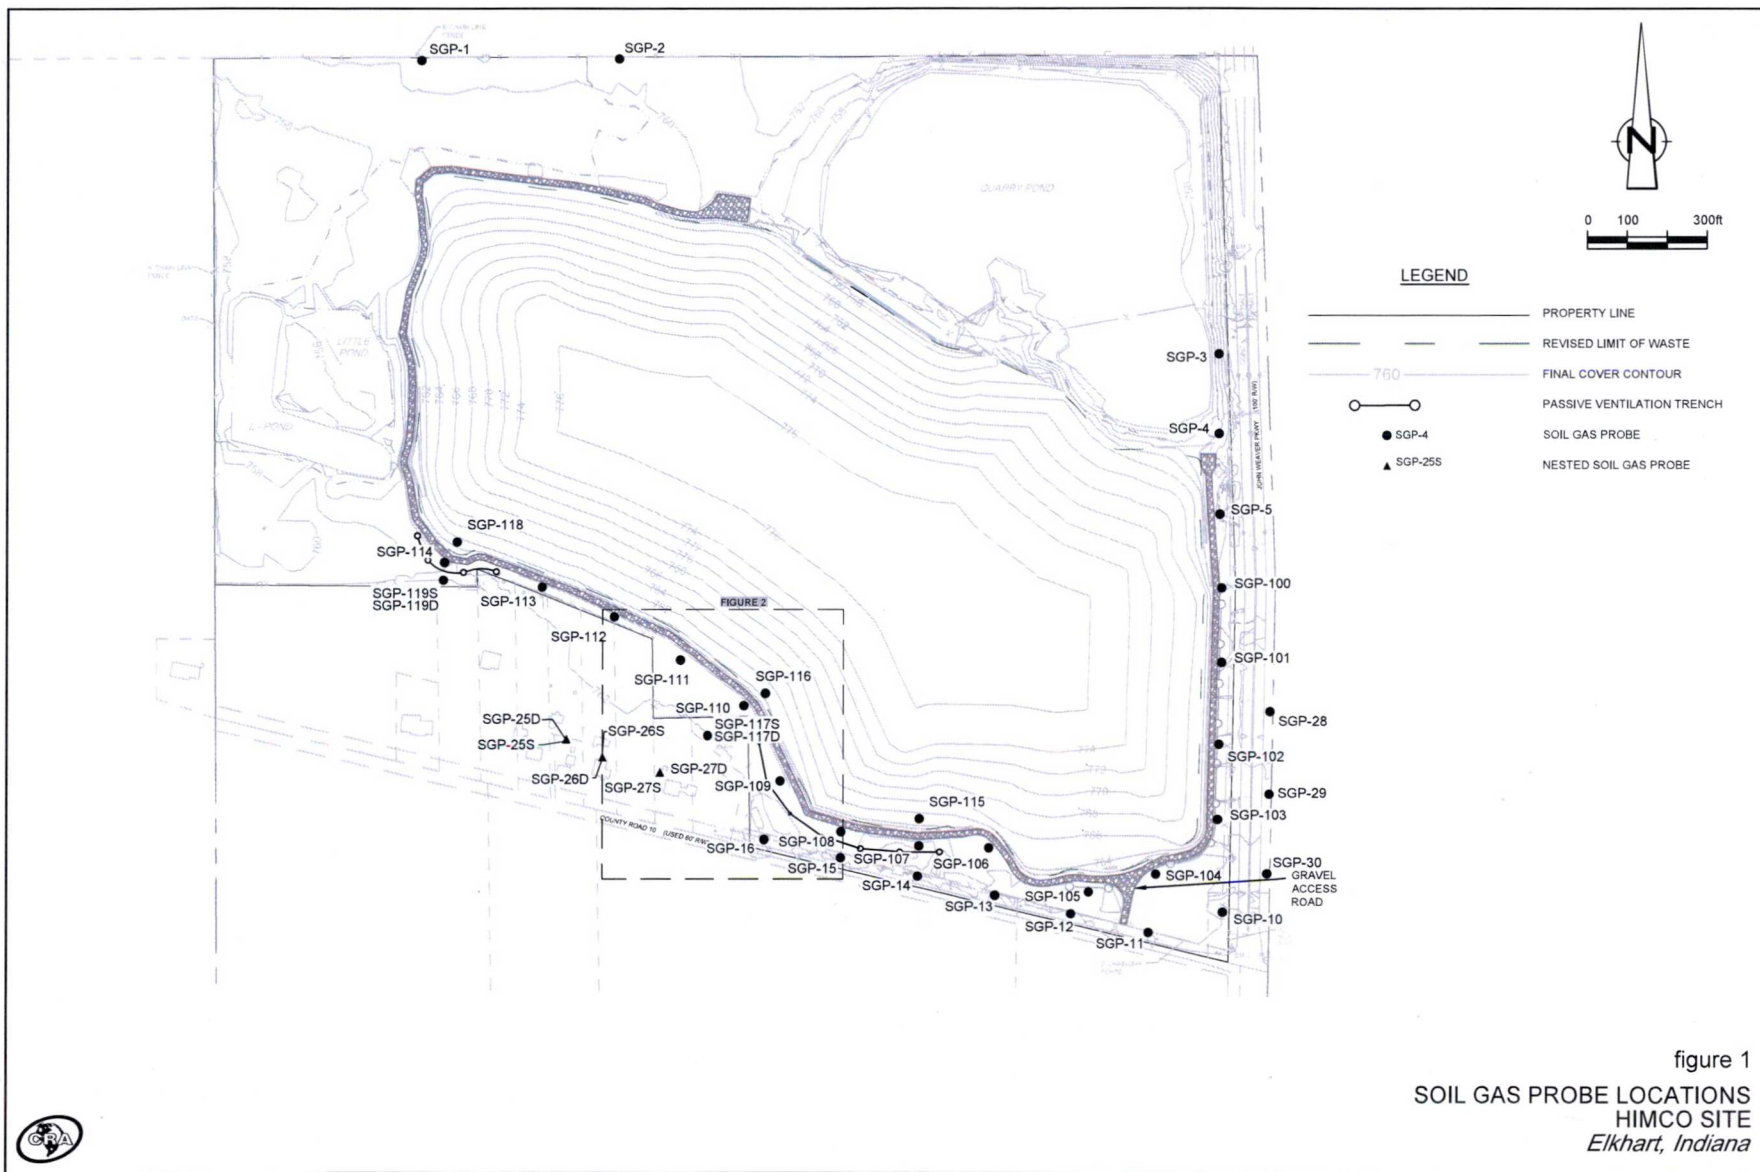 SGP-1
SGP-2
QUARRY POND
0 100 300ft
N
LEGEND
PROPERTY LINE
REVISED LIMIT OF WASTE
760 FINAL COVER CONTOUR
PASSIVE VENTILATION TRENCH
SGP-4 SOIL GAS PROBE
SGP-25S NESTED SOIL GAS PROBE
LITTLE
POND
L-POND
JOHN WEAVER PKWY (100 R/W)
SGP-3
SGP-4
SGP-5
SGP-118
SGP-114
SGP-119S
SGP-119D
SGP-113
SGP-100
FIGURE 2
SGP-112
SGP-111
SGP-101
SGP-116
SGP-110
SGP-117S
SGP-117D
SGP-28
SGP-25D
SGP-25S
SGP-26S
SGP-26D
SGP-27D
SGP-27S
SGP-109
SGP-102
SGP-29
SGP-115
SGP-103
COUNTY ROAD 10 (USED 60' R/W)
SGP-16
SGP-108
SGP-107
SGP-106
SGP-15
SGP-14
SGP-13
SGP-105
SGP-104
SGP-30
GRAVEL
ACCESS
ROAD
SGP-12
SGP-11
SGP-10
figure 1
SOIL GAS PROBE LOCATIONS
HIMCO SITE
Elkhart, Indiana
CRA